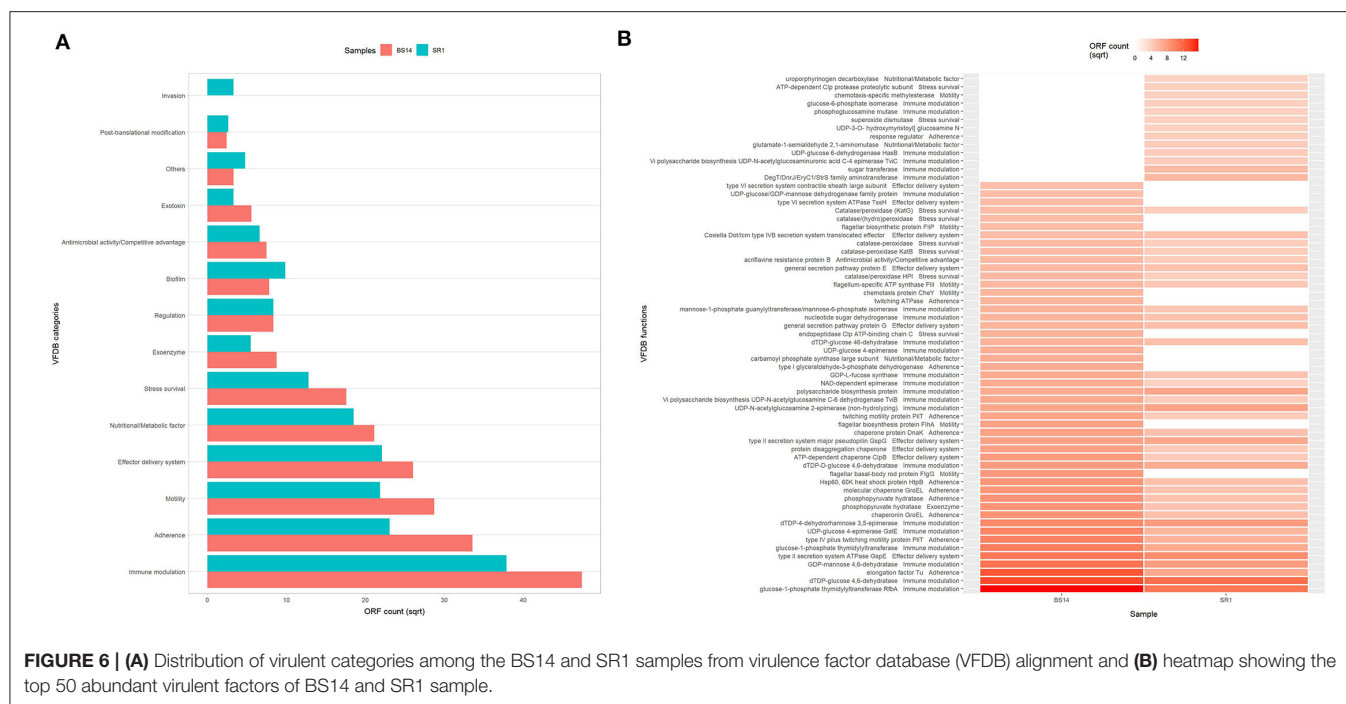 A
Samples BS14 SR1
Invasion
Post-translational modification
Others
Exotoxin
Antimicrobial activity/Competitive advantage
Biofilm
Regulation
Exoenzyme
Stress survival
Nutritional/Metabolic factor
Effector delivery system
Motility
Adherence
Immune modulation
VFDB categories
0 10 20 30 40
ORF count (sqrt)
B
ORF count
(sqrt)
0 4 8 12
uroporphyrinogen decarboxylase Nutritional/Metabolic factor
ATP-dependent Clp protease proteolytic subunit Stress survival
chemotaxis-specific methylesterase Motility
glucose-6-phosphate isomerase Immune modulation
phosphoglucosamine mutase Immune modulation
superoxide dismutase Stress survival
UDP-3-O- hydroxymyristoyl] glucosamine N
response regulator Adherence
glutamate-1-semialdehyde 2,1-aminomutase Nutritional/Metabolic factor
UDP-glucose 6-dehydrogenase HasB Immune modulation
Vi polysaccharide biosynthesis UDP-N-acetylglucosaminuronic acid C-4 epimerase TviC Immune modulation
sugar transferase Immune modulation
DegT/DnrJ/EryC1/StrS family aminotransferase Immune modulation
type VI secretion system contractile sheath large subunit Effector delivery system
UDP-glucose/GDP-mannose dehydrogenase family protein Immune modulation
type VI secretion system ATPase TssH Effector delivery system
Catalase/peroxidase (KatG) Stress survival
catalase/(hydro)peroxidase Stress survival
flagellar biosynthetic protein FliP Motility
Coxiella Dot/Icm type IVB secretion system translocated effector Effector delivery system
catalase-peroxidase Stress survival
catalase-peroxidase KatB Stress survival
acriflavine resistance protein B Antimicrobial activity/Competitive advantage
general secretion pathway protein E Effector delivery system
catalase/peroxidase HPI Stress survival
flagellum-specific ATP synthase FliI Motility
chemotaxis protein CheY Motility
twitching ATPase Adherence
mannose-1-phosphate guanylyltransferase/mannose-6-phosphate isomerase Immune modulation
nucleotide sugar dehydrogenase Immune modulation
general secretion pathway protein G Effector delivery system
endopeptidase Clp ATP-binding chain C Stress survival
dTDP-glucose 46-dehydratase Immune modulation
UDP-glucose 4-epimerase Immune modulation
carbamoyl phosphate synthase large subunit Nutritional/Metabolic factor
type I glyceraldehyde-3-phosphate dehydrogenase Adherence
GDP-L-fucose synthase Immune modulation
NAD-dependent epimerase Immune modulation
polysaccharide biosynthesis protein Immune modulation
Vi polysaccharide biosynthesis UDP-N-acetylglucosamine C-6 dehydrogenase TviB Immune modulation
UDP-N-acetylglucosamine 2-epimerase (non-hydrolyzing) Immune modulation
twitching motility protein PilT Adherence
flagellar biosynthesis protein FlhA Motility
chaperone protein DnaK Adherence
type II secretion system major pseudopilin GspG Effector delivery system
protein disaggregation chaperone Effector delivery system
ATP-dependent chaperone ClpB Effector delivery system
dTDP-D-glucose 4,6-dehydratase Immune modulation
flagellar basal-body rod protein FlgG Motility
Hsp60, 60K heat shock protein HtpB Adherence
molecular chaperone GroEL Adherence
phosphopyruvate hydratase Adherence
phosphopyruvate hydratase Exoenzyme
chaperonin GroEL Adherence
dTDP-4-dehydrorhamnose 3,5-epimerase Immune modulation
UDP-glucose 4-epimerase GalE Immune modulation
type IV pilus twitching motility protein PilT Adherence
glucose-1-phosphate thymidylyltransferase Immune modulation
type II secretion system ATPase GspE Effector delivery system
GDP-mannose 4,6-dehydratase Immune modulation
elongation factor Tu Adherence
dTDP-glucose 4,6-dehydratase Immune modulation
glucose-1-phosphate thymidylyltransferase RfbA Immune modulation
VFDB functions
BS14 SR1
Sample
FIGURE 6 | (A) Distribution of virulent categories among the BS14 and SR1 samples from virulence factor database (VFDB) alignment and (B) heatmap showing the
top 50 abundant virulent factors of BS14 and SR1 sample.